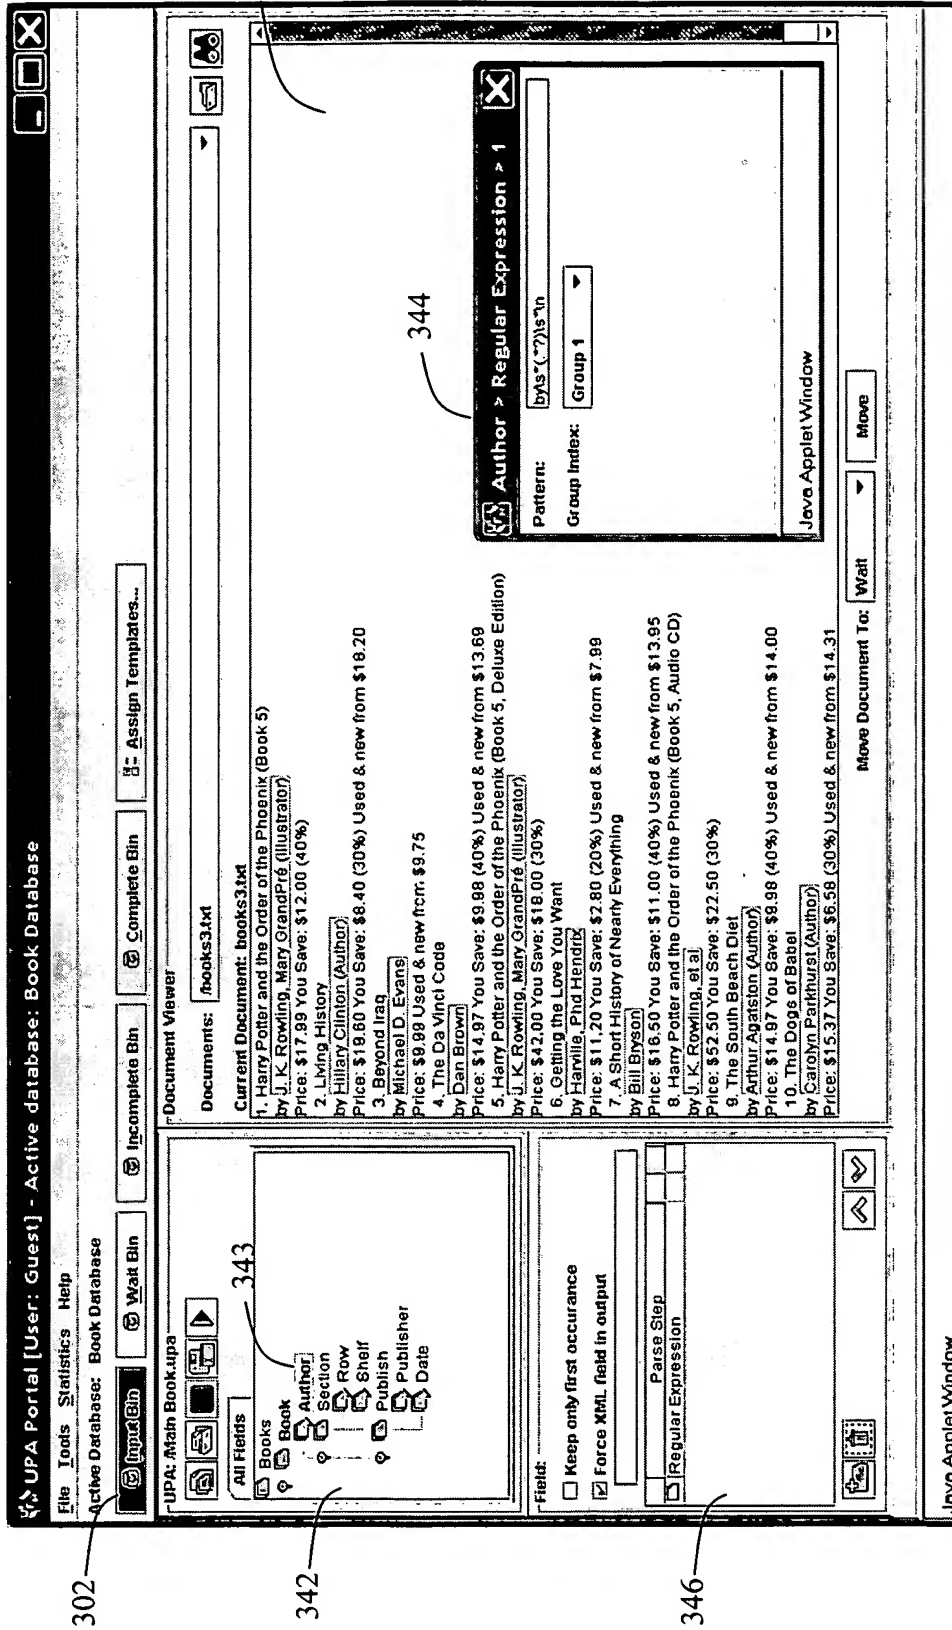 UPA Portal [User: Guest] - Active database: Book Database
File Tools Statistics Help
Active Database: Book Database
302
Input Bin
Wait Bin
Incomplete Bin
Complete Bin
Assign Templates...
UPA: /Main Book.upa
All Fields
Books
Book
Author
Section
Row
Shelf
Publish
Publisher
Date
343
342
Field:
Keep only first occurance
Force XML field in output
Parse Step
Regular Expression
346
Document Viewer
Documents: /books3.txt
Current Document: books3.txt
1. Harry Potter and the Order of the Phoenix (Book 5)
by J. K. Rowling, Mary GrandPré (Illustrator)
Price: $17.99 You Save: $12.00 (40%)
2. Living History
by Hillary Clinton (Author)
Price: $19.60 You Save: $8.40 (30%) Used & new from $18.20
3. Beyond Iraq
by Michael D. Evans
Price: $9.99 Used & new from $9.75
4. The Da Vinci Code
by Dan Brown
Price: $14.97 You Save: $9.98 (40%) Used & new from $13.69
5. Harry Potter and the Order of the Phoenix (Book 5, Deluxe Edition)
by J. K. Rowling, Mary GrandPré (Illustrator)
Price: $42.00 You Save: $18.00 (30%)
6. Getting the Love You Want
by Harville, Phd Hendrix
Price: $11.20 You Save: $2.80 (20%) Used & new from $7.99
7. A Short History of Nearly Everything
by Bill Bryson
Price: $16.50 You Save: $11.00 (40%) Used & new from $13.95
8. Harry Potter and the Order of the Phoenix (Book 5, Audio CD)
by J. K. Rowling, et al
Price: $52.50 You Save: $22.50 (30%)
9. The South Beach Diet
by Arthur Agatston (Author)
Price: $14.97 You Save: $9.98 (40%) Used & new from $14.00
10. The Dogs of Babel
by Carolyn Parkhurst (Author)
Price: $15.37 You Save: $6.58 (30%) Used & new from $14.31
344
Author > Regular Expression > 1
Pattern: by\s*(.*?)\s*\n
Group Index: Group 1
Java Applet Window
Move Document To: Wait
Move
Java Applet Window